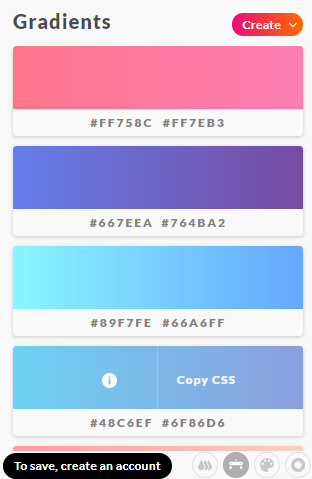 Gradients
Create
#FF758C #FF7EB3
#667EEA #764BA2
#89F7FE #66A6FF
Copy CSS
#48C6EF #6F86D6
To save, create an account